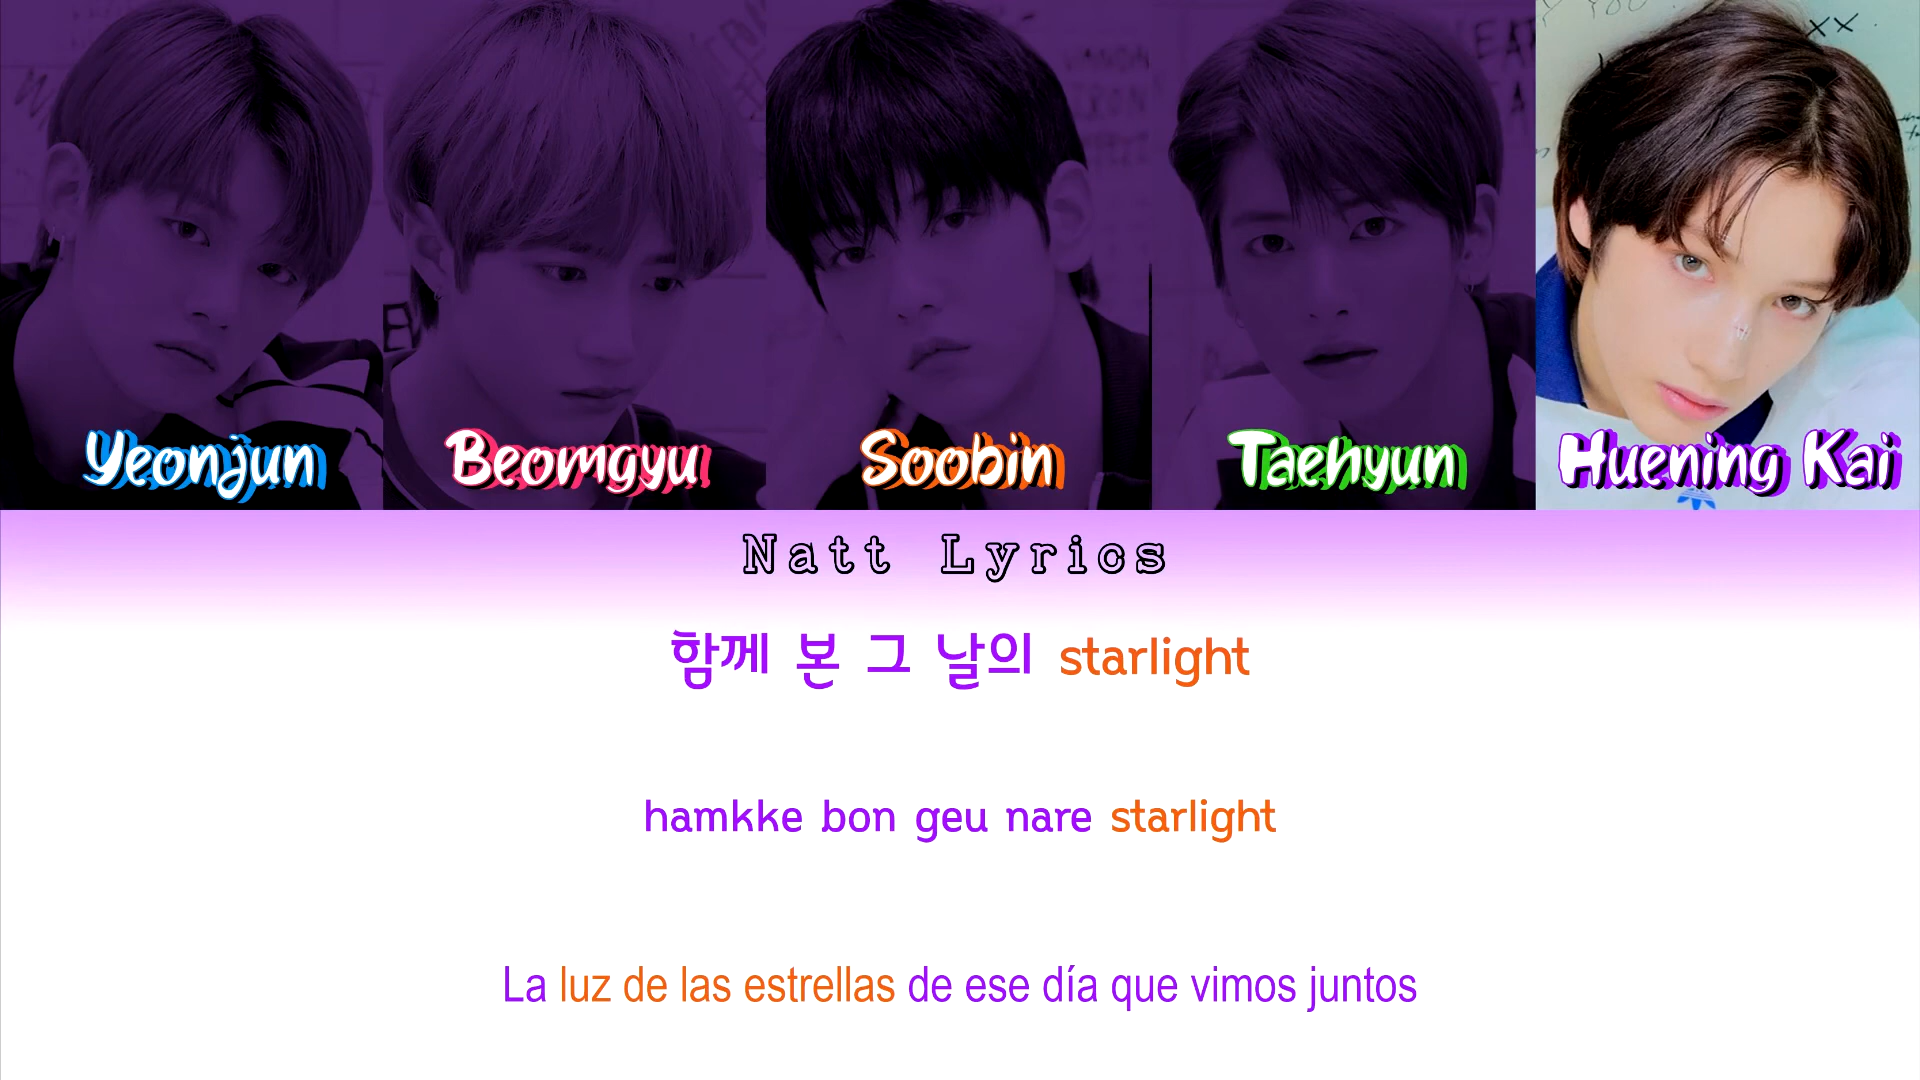 Yeonjun Beomgyu Soobin Taehyun Huening Kai
Natt Lyrics
함께 본 그 날의 starlight
hamkke bon geu nare starlight
La luz de las estrellas de ese día que vimos juntos